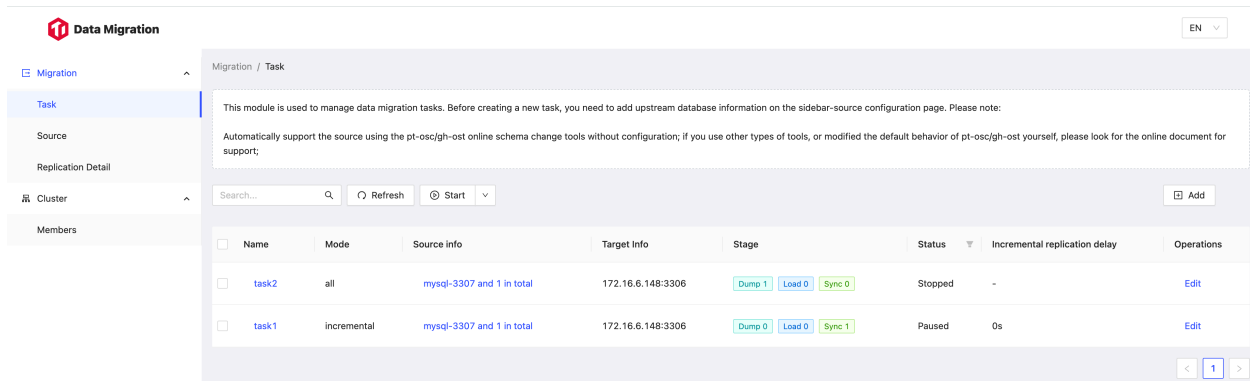 Data Migration
EN
Migration
Task
Source
Replication Detail
Cluster
Members
Migration / Task
This module is used to manage data migration tasks. Before creating a new task, you need to add upstream database information on the sidebar-source configuration page. Please note:
Automatically support the source using the pt-osc/gh-ost online schema change tools without configuration; if you use other types of tools, or modified the default behavior of pt-osc/gh-ost yourself, please look for the online document for
support;
Search... Refresh Start Add
Name Mode Source info Target Info Stage Status Incremental replication delay Operations
task2 all mysql-3307 and 1 in total 172.16.6.148:3306 Dump 1 Load 0 Sync 0 Stopped - Edit
task1 incremental mysql-3307 and 1 in total 172.16.6.148:3306 Dump 0 Load 0 Sync 1 Paused 0s Edit
< 1 >